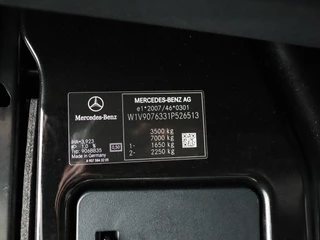 MERCEDES-BENZ AG
e1*2007/46*0301
W1V9076331P526513
3500 kg
7000 kg
1- 1650 kg
2- 2250 kg
Mercedes-Benz
Made in Germany